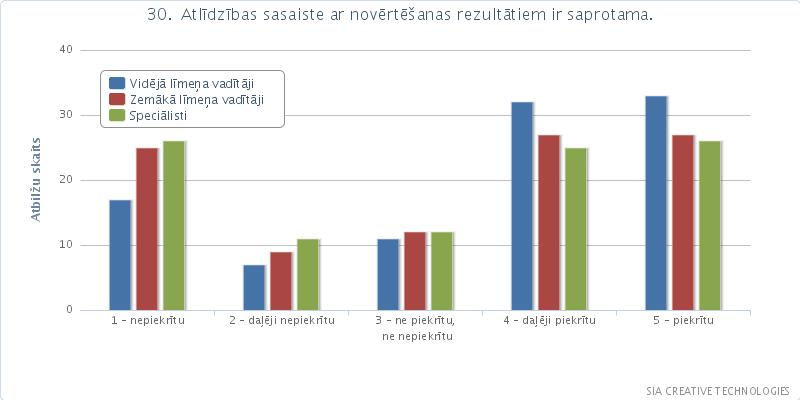 30. Atlīdzības sasaiste ar novērtēšanas rezultātiem ir saprotama.
40
30
20
10
0
Atbilžu skaits
Vidējā līmeņa vadītāji
Zemākā līmeņa vadītāji
Speciālisti
1 - nepiekrītu
2 - daļēji nepiekrītu
3 - ne piekrītu,
ne nepiekrītu
4 - daļēji piekrītu
5 - piekrītu
SIA CREATIVE TECHNOLOGIES